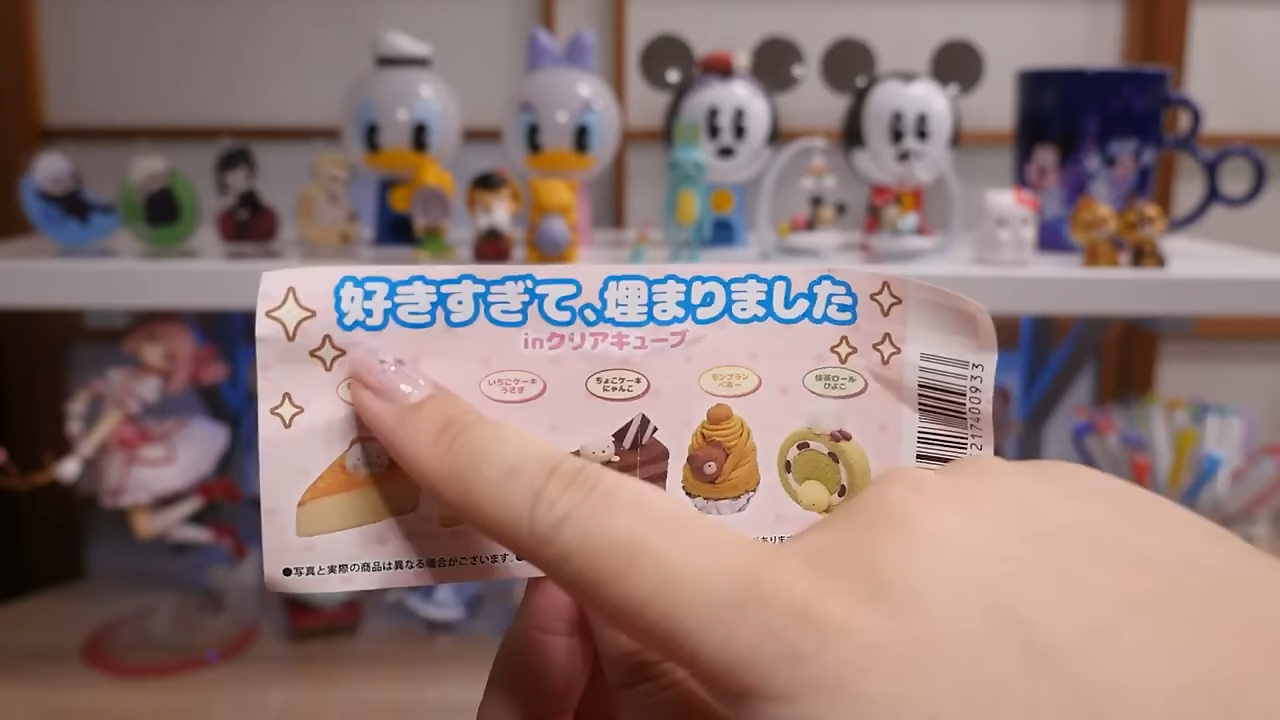 好きすぎて、埋まりました
inクリアキューブ
いちごケーキ
うさぎ
ちょこケーキ
にゃんこ
モンブラン
べあー
抹茶ロール
ひよこ
217400933
●写真と実際の商品は異なる場合がございます。